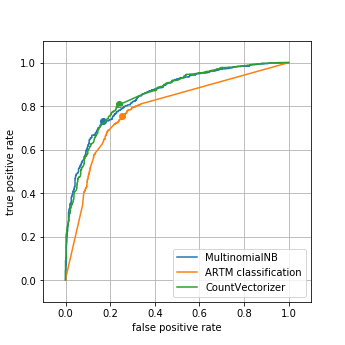 1.0
0.8
0.6
0.4
0.2
0.0
true positive rate
MultinomialNB
ARTM classification
CountVectorizer
0.0 0.2 0.4 0.6 0.8 1.0
false positive rate